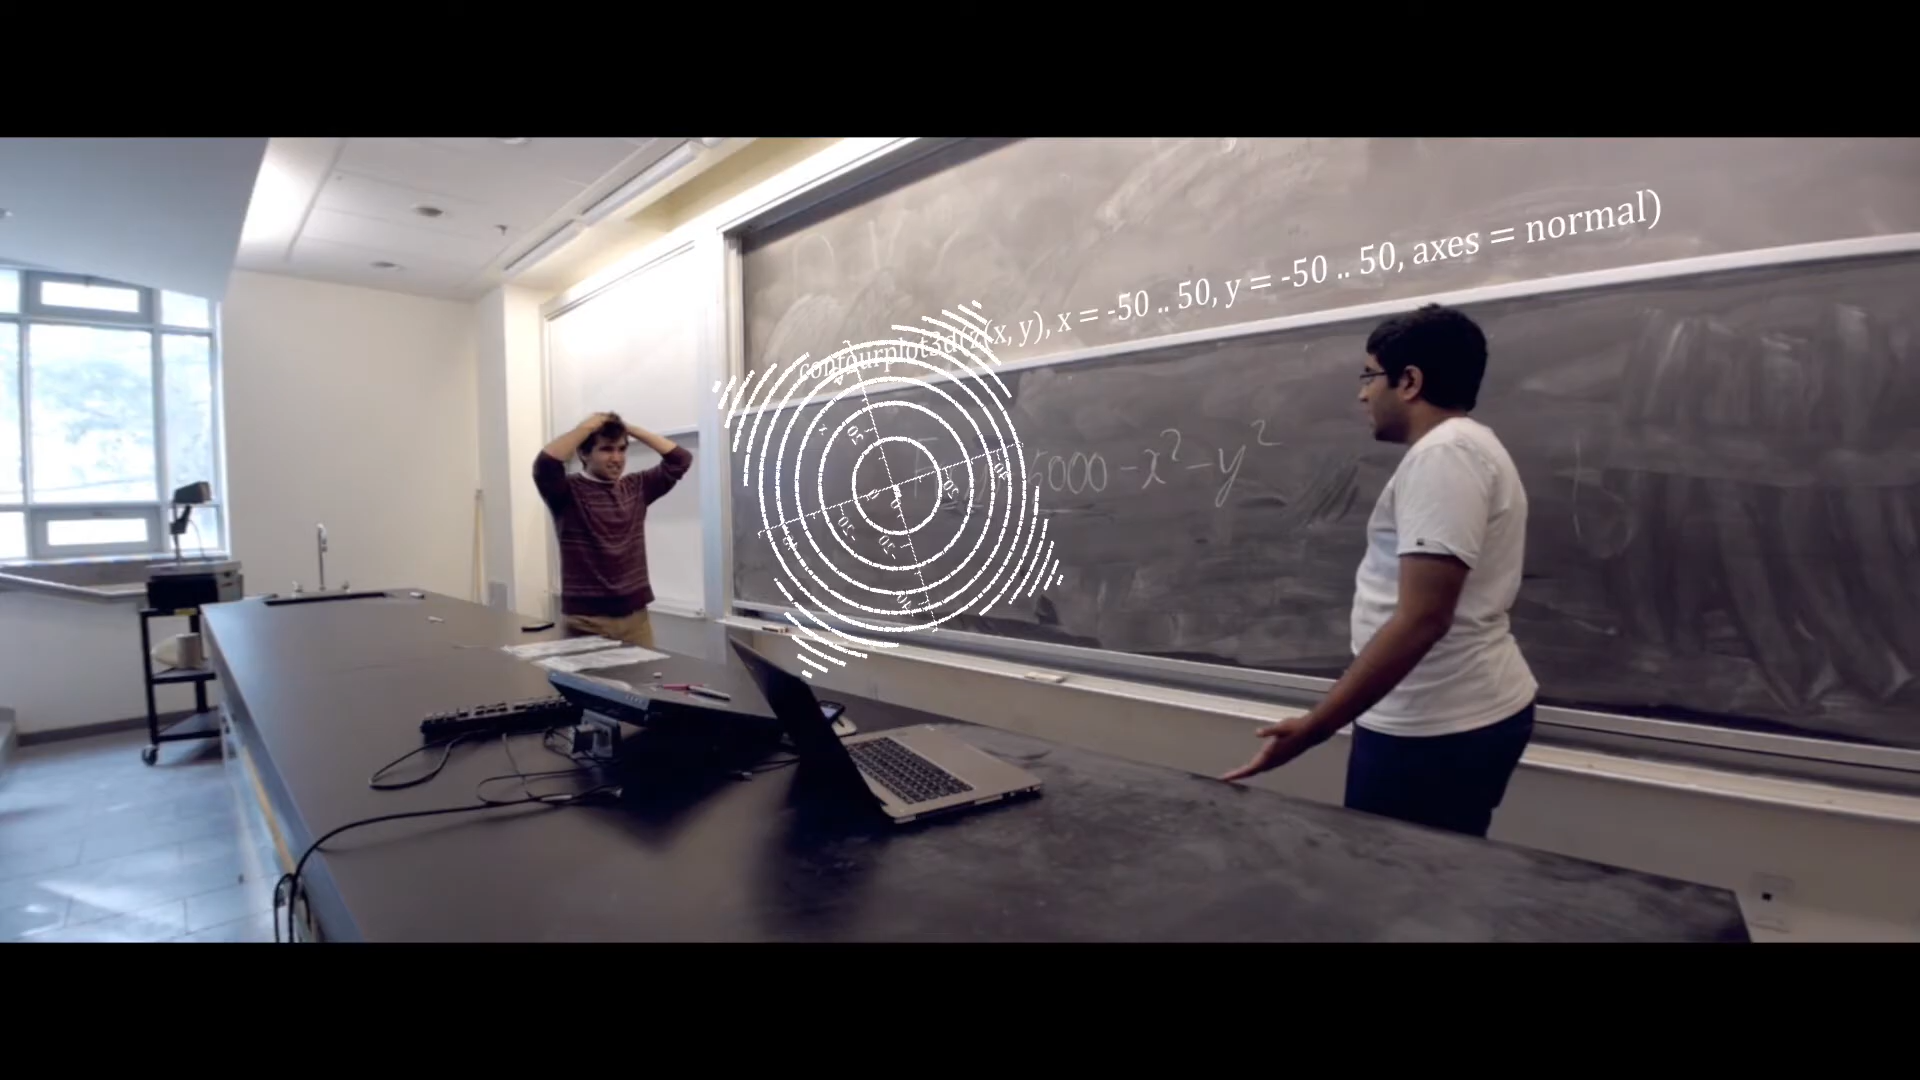 contourplot3d(z(x, y), x = -50 .. 50, y = -50 .. 50, axes = normal)
5000 - x² - y²